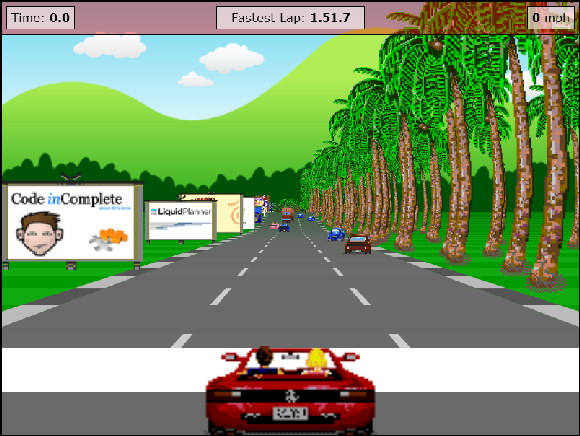 Time: 0.0
Fastest Lap: 1.51.7
0 mph
Code inComplete
LiquidPlanner